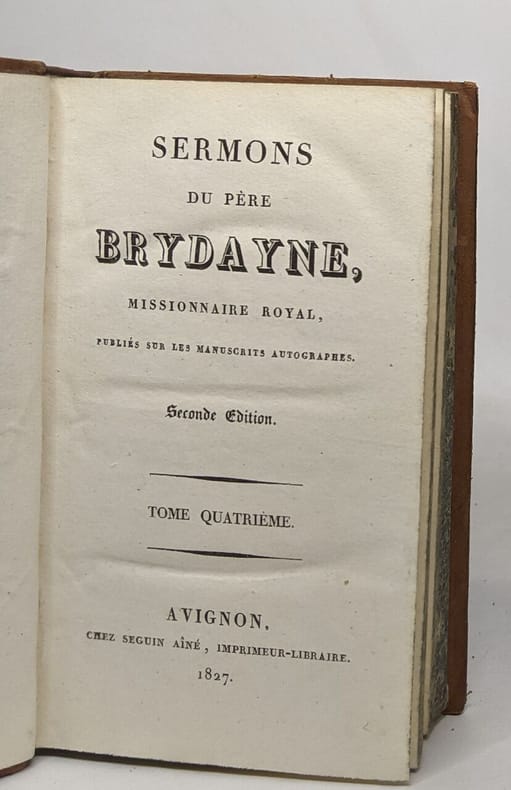 SERMONS
DU PÈRE
BRYDAYNE,
MISSIONNAIRE ROYAL,
PUBLIÉS SUR LES MANUSCRITS AUTOGRAPHES.
Seconde Edition.
TOME QUATRIÈME.
AVIGNON,
CHEZ SEGUIN AÎNÉ, IMPRIMEUR-LIBRAIRE.
1827.